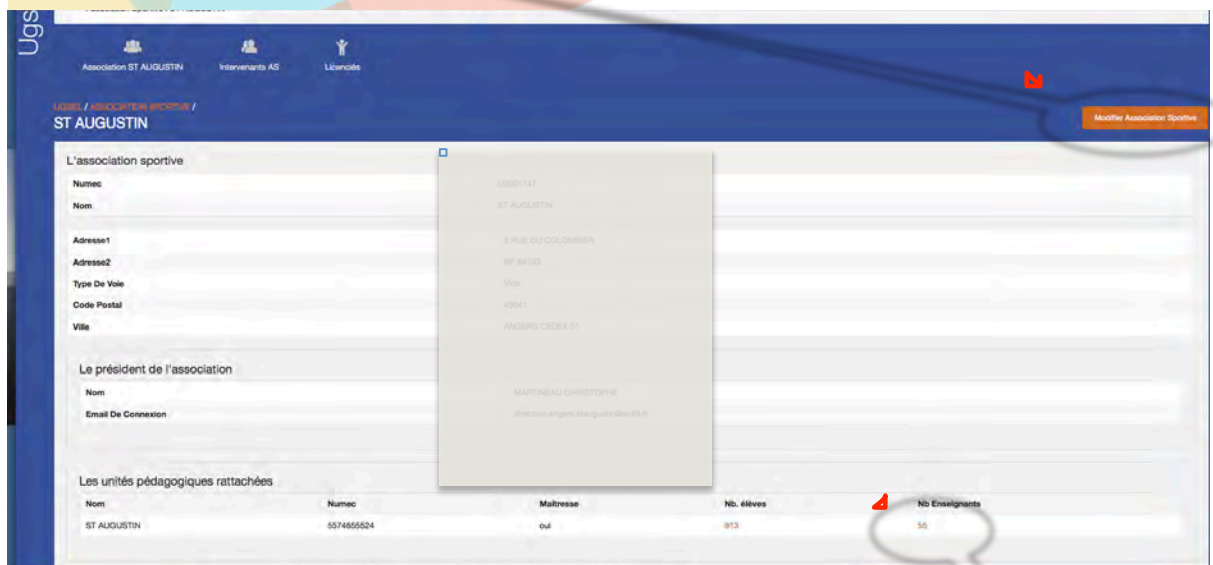 Ugs
Association ST AUGUSTIN Intervenants AS Licenciés
UGSEL / ASSOCIATION SPORTIVE /
ST AUGUSTIN
Modifier Association Sportive
L'association sportive
Numec
Nom ST AUGUSTIN
Adresse1 RUE DU COLOMBIER
Adresse2 BP 84103
Type De Voie Vide
Code Postal 49041
Ville ANGERS CEDEX 01
Le président de l'association
Nom MARTINEAU CHRISTOPHE
Email De Connexion
Les unités pédagogiques rattachées
Nom Numec Maîtresse Nb. élèves Nb Enseignants
ST AUGUSTIN 5574655524 oui 813 56